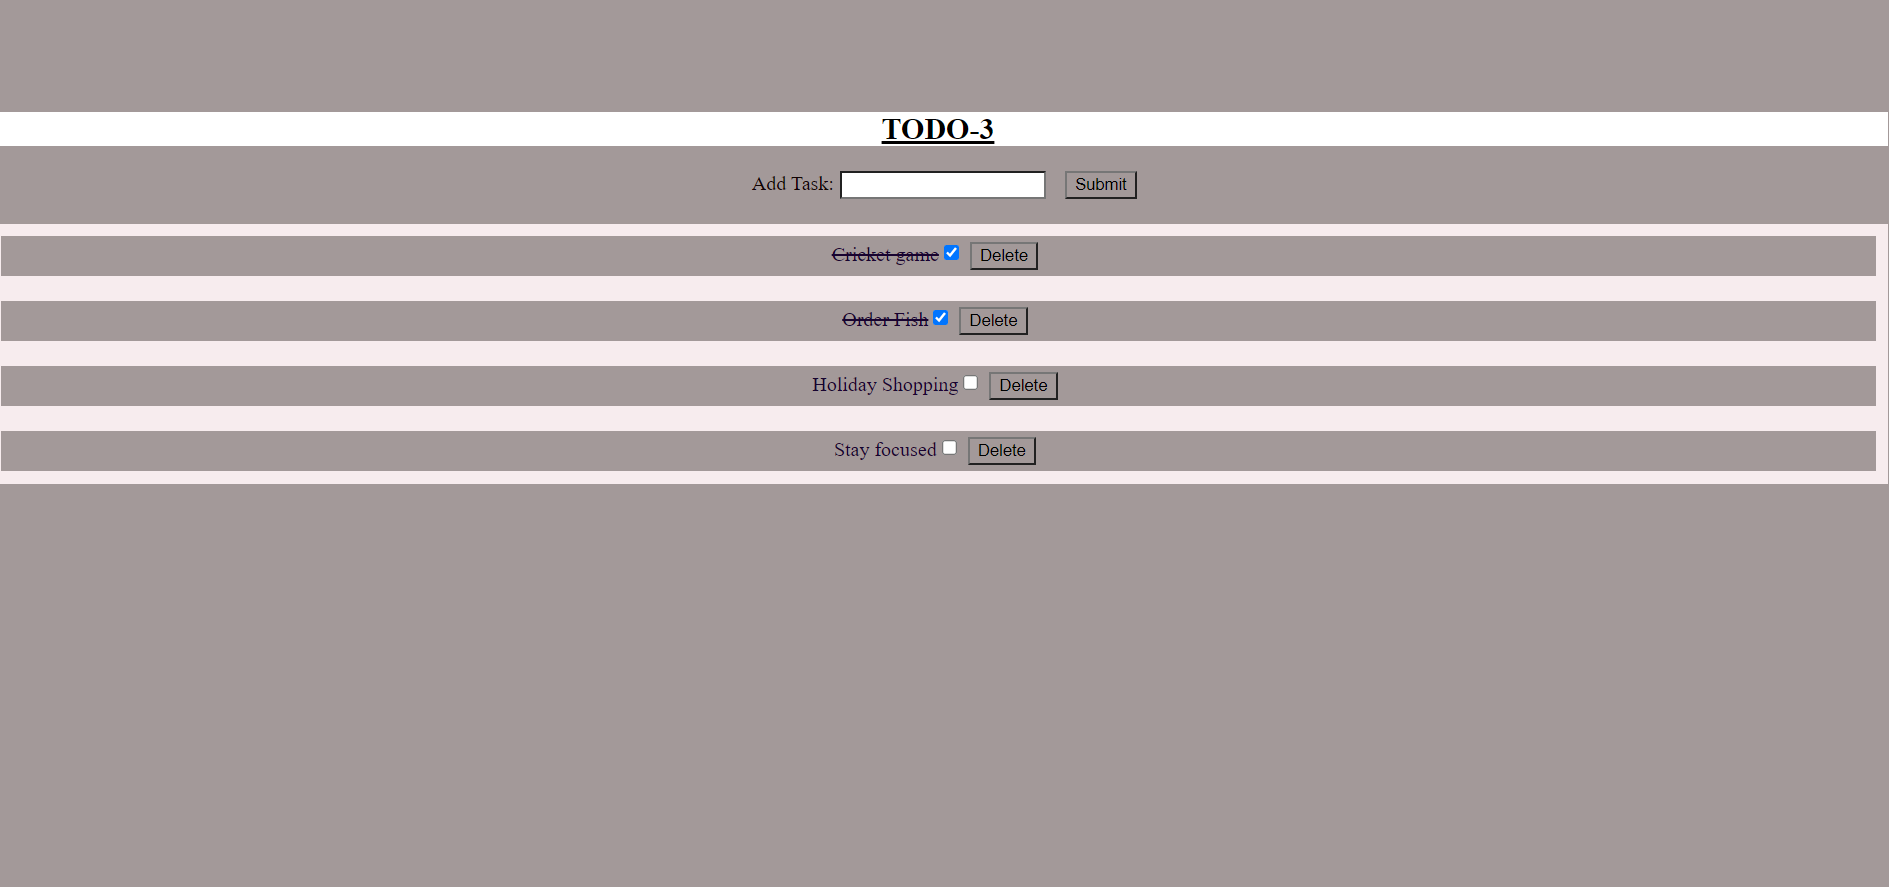 TODO-3
Add Task: Submit
Cricket game Delete
Order Fish Delete
Holiday Shopping Delete
Stay focused Delete